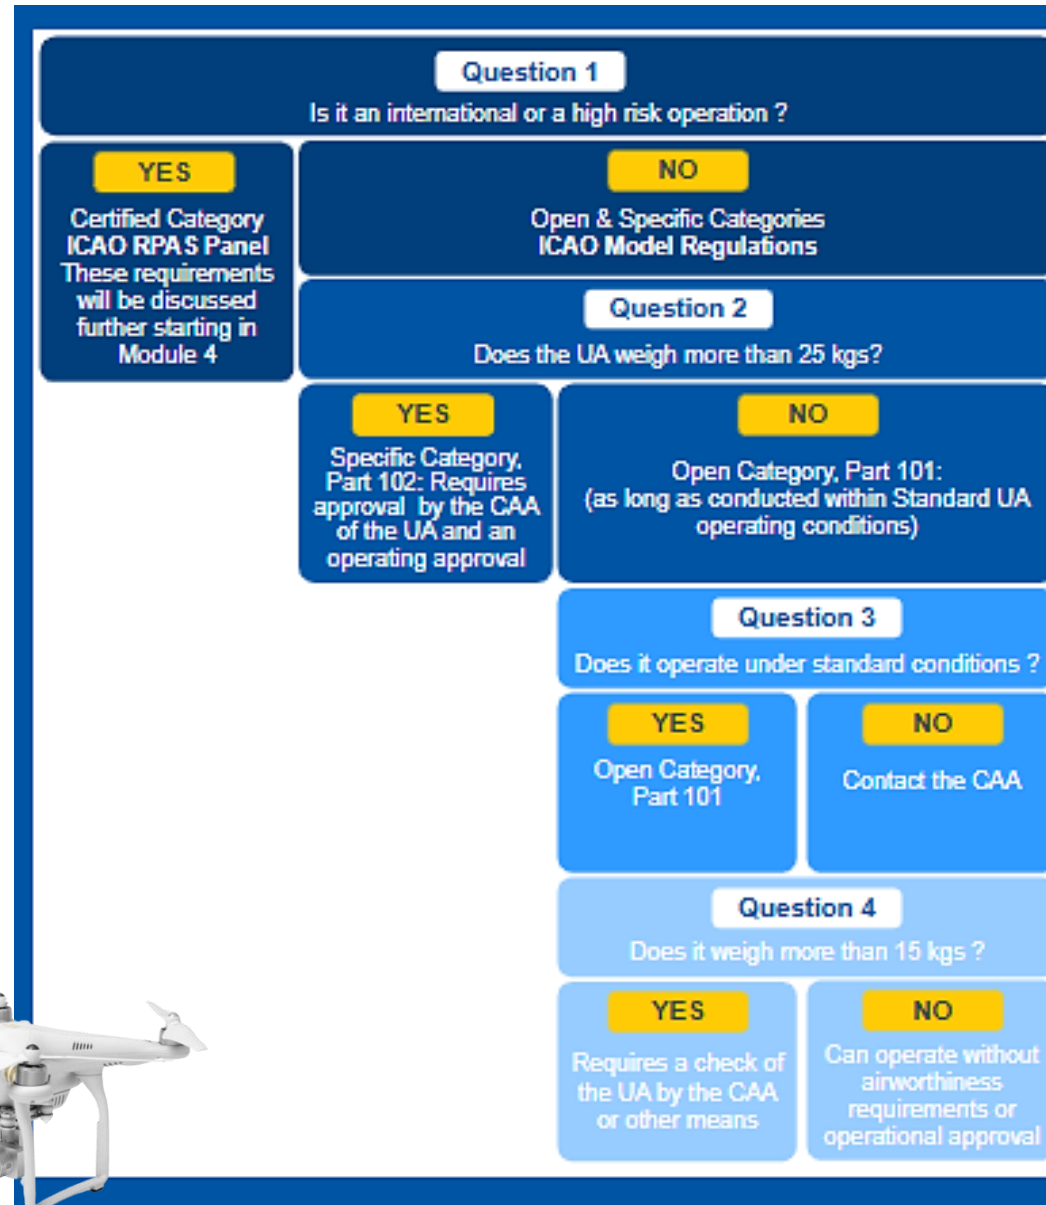 Question 1
Is it an international or a high risk operation ?
YES
Certified Category
ICAO RPAS Panel
These requirements
will be discussed
further starting in
Module 4
NO
Open & Specific Categories
ICAO Model Regulations
Question 2
Does the UA weigh more than 25 kgs?
YES
Specific Category,
Part 102: Requires
approval by the CAA
of the UA and an
operating approval
NO
Open Category, Part 101:
(as long as conducted within Standard UA
operating conditions)
Question 3
Does it operate under standard conditions ?
YES
Open Category,
Part 101
NO
Contact the CAA
Question 4
Does it weigh more than 15 kgs ?
YES
Requires a check of
the UA by the CAA
or other means
NO
Can operate without
airworthiness
requirements or
operational approval